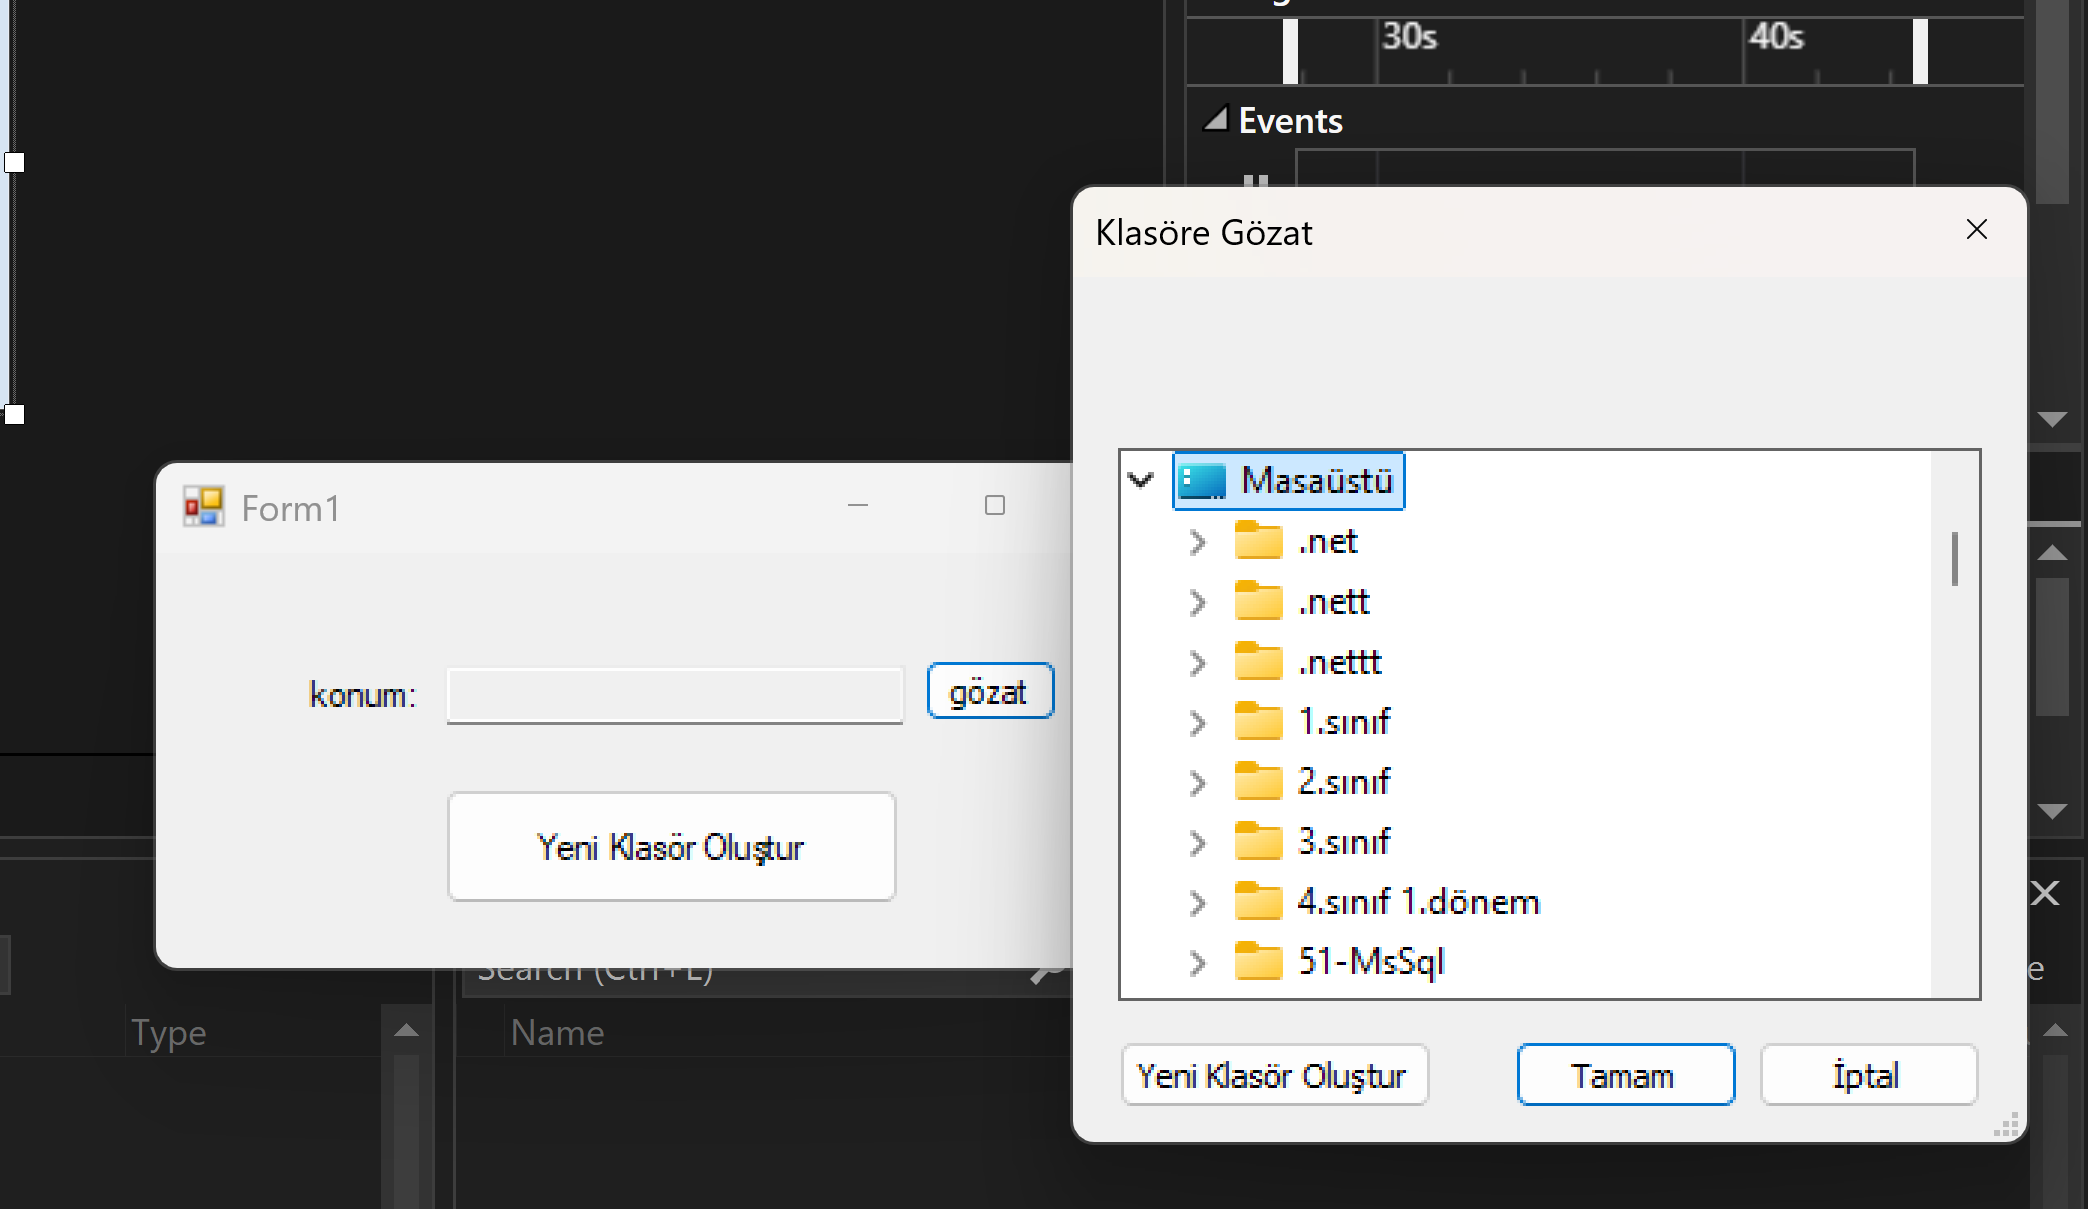 30s
40s
Events
Klasöre Gözat
Masaüstü
.net
.nett
.nettt
1.sınıf
2.sınıf
3.sınıf
4.sınıf 1.dönem
51-MsSql
Yeni Klasör Oluştur
Tamam
İptal
Form1
konum:
gözat
Yeni Klasör Oluştur
Search (Ctrl+E)
Type
Name